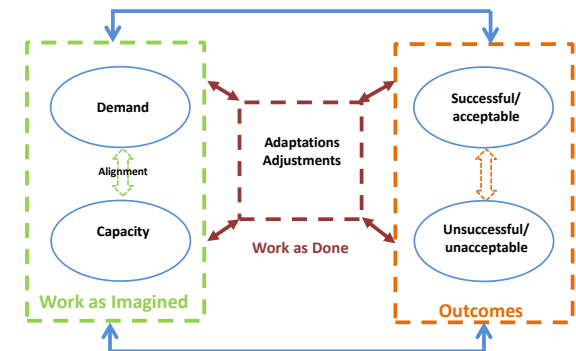 Demand
Alignment
Capacity
Work as Imagined
Adaptations
Adjustments
Work as Done
Successful/
acceptable
Unsuccessful/
unacceptable
Outcomes